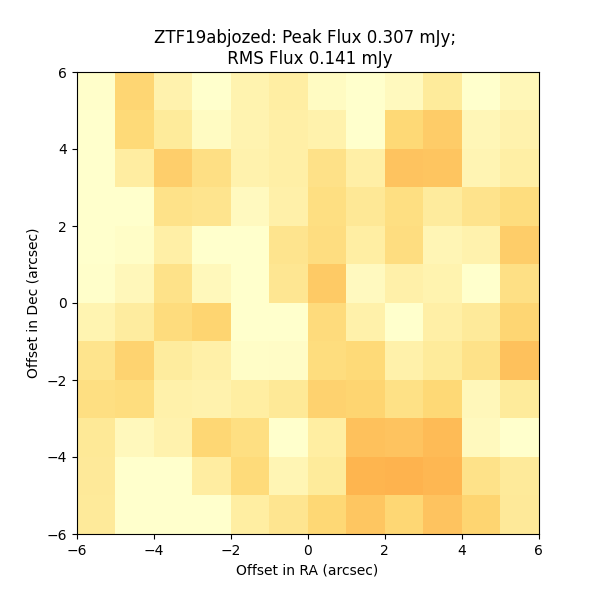 ZTF19abjozed: Peak Flux 0.307 mJy;
RMS Flux 0.141 mJy
6
4
2
0
−2
−4
−6
Offset in Dec (arcsec)
−6 −4 −2 0 2 4 6
Offset in RA (arcsec)